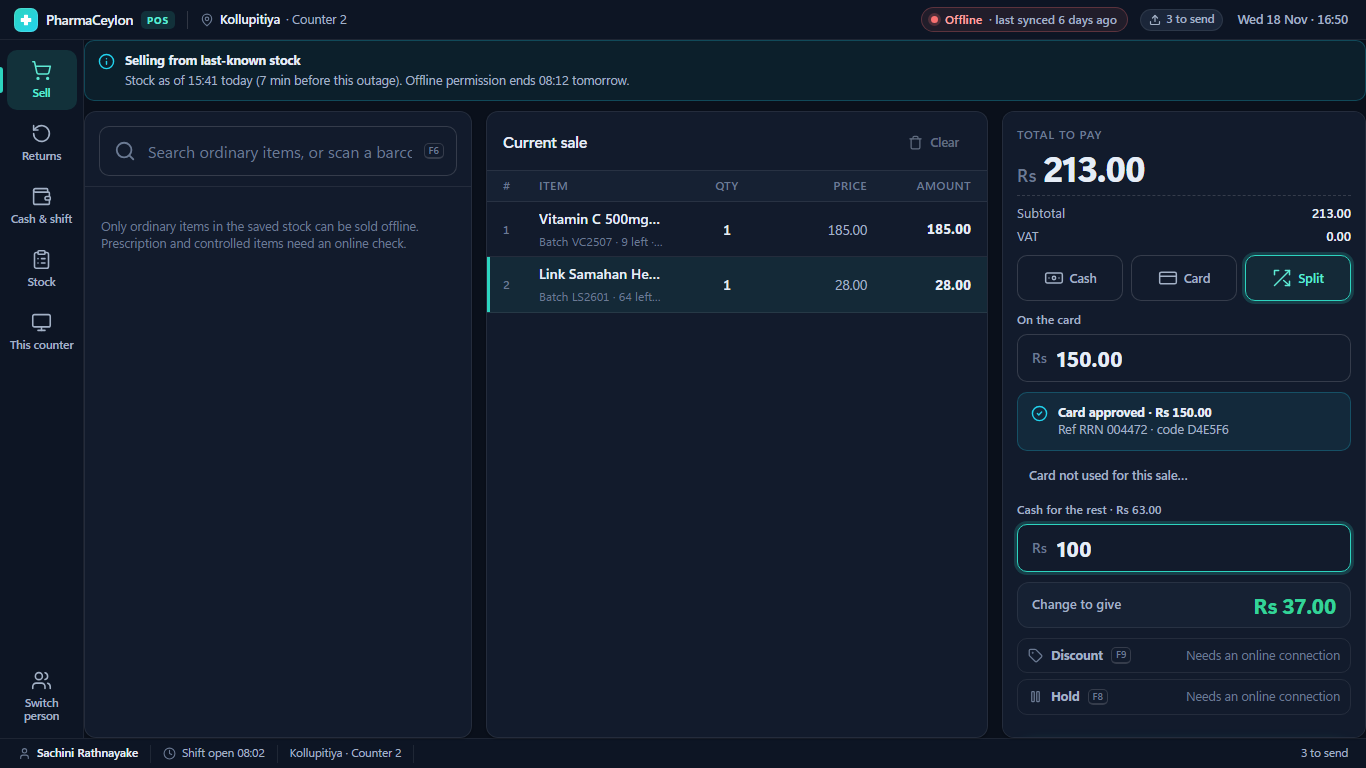 PharmaCeylon POS
Kollupitiya · Counter 2
Offline · last synced 6 days ago
3 to send
Wed 18 Nov · 16:50
Sell
Returns
Cash & shift
Stock
This counter
Switch
person
Selling from last-known stock
Stock as of 15:41 today (7 min before this outage). Offline permission ends 08:12 tomorrow.
Search ordinary items, or scan a barcc F6
Only ordinary items in the saved stock can be sold offline.
Prescription and controlled items need an online check.
Current sale
Clear
# ITEM QTY PRICE AMOUNT
1 Vitamin C 500mg... 1 185.00 185.00
Batch VC2507 · 9 left ·...
2 Link Samahan He... 1 28.00 28.00
Batch LS2601 · 64 left...
TOTAL TO PAY
Rs 213.00
Subtotal 213.00
VAT 0.00
Cash
Card
Split
On the card
Rs 150.00
Card approved · Rs 150.00
Ref RRN 004472 · code D4E5F6
Card not used for this sale...
Cash for the rest · Rs 63.00
Rs 100
Change to give Rs 37.00
Discount F9 Needs an online connection
Hold F8 Needs an online connection
Sachini Rathnayake
Shift open 08:02
Kollupitiya · Counter 2
3 to send